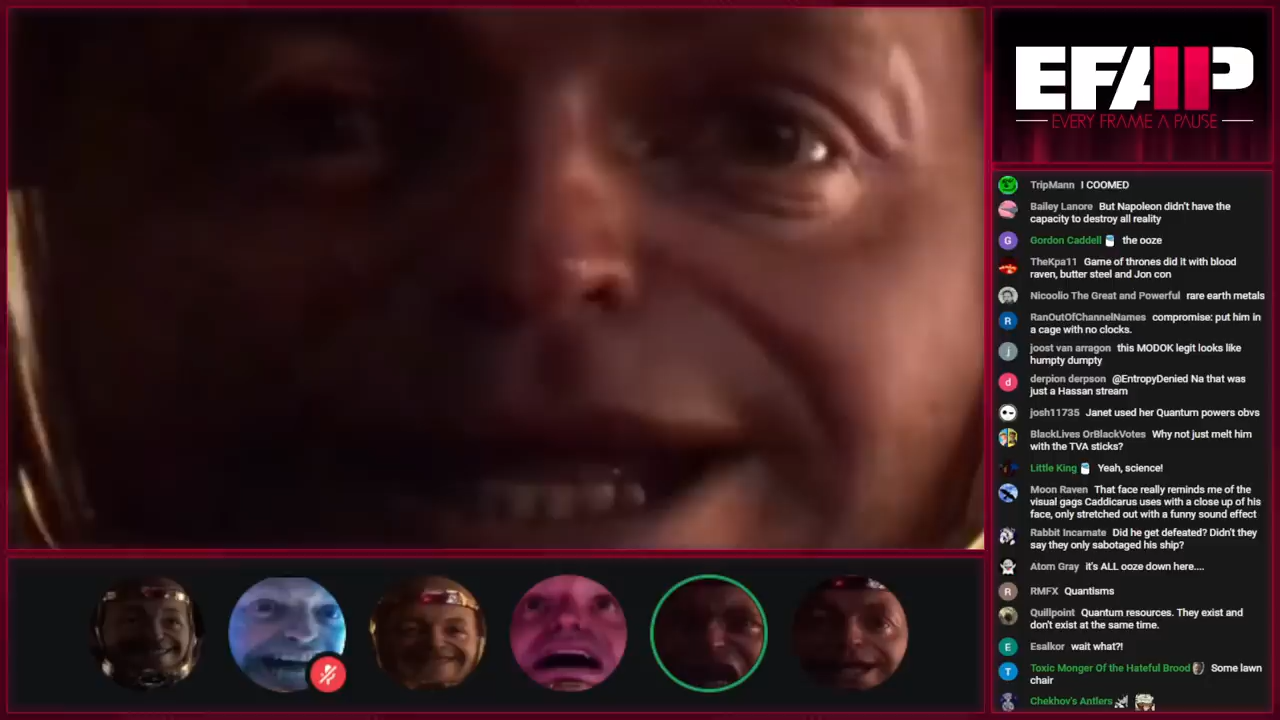 EFAP
EVERY FRAME A PAUSE
TripMann I COOMED
Bailey Lanore But Napoleon didn't have the
capacity to destroy all reality
G
Gordon Caddell the ooze
TheKpa11 Game of thrones did it with blood
raven, butter steel and Jon con
Nicoolio The Great and Powerful rare earth metals
R
RanOutOfChannelNames compromise: put him in
a cage with no clocks.
j
joost van arragon this MODOK legit looks like
humpty dumpty
d
derpion derpson @EntropyDenied Na that was
just a Hassan stream
josh11735 Janet used her Quantum powers obvs
BlackLives OrBlackVotes Why not just melt him
with the TVA sticks?
Little King Yeah, science!
Moon Raven That face really reminds me of the
visual gags Caddicarus uses with a close up of his
face, only stretched out with a funny sound effect
Rabbit Incarnate Did he get defeated? Didn't they
say they only sabotaged his ship?
Atom Gray it's ALL ooze down here....
R
RMFX Quantisms
Quillpoint Quantum resources. They exist and
don't exist at the same time.
E
Esalkor wait what?!
T
Toxic Monger Of the Hateful Brood Some lawn
chair
Chekhov's Antlers